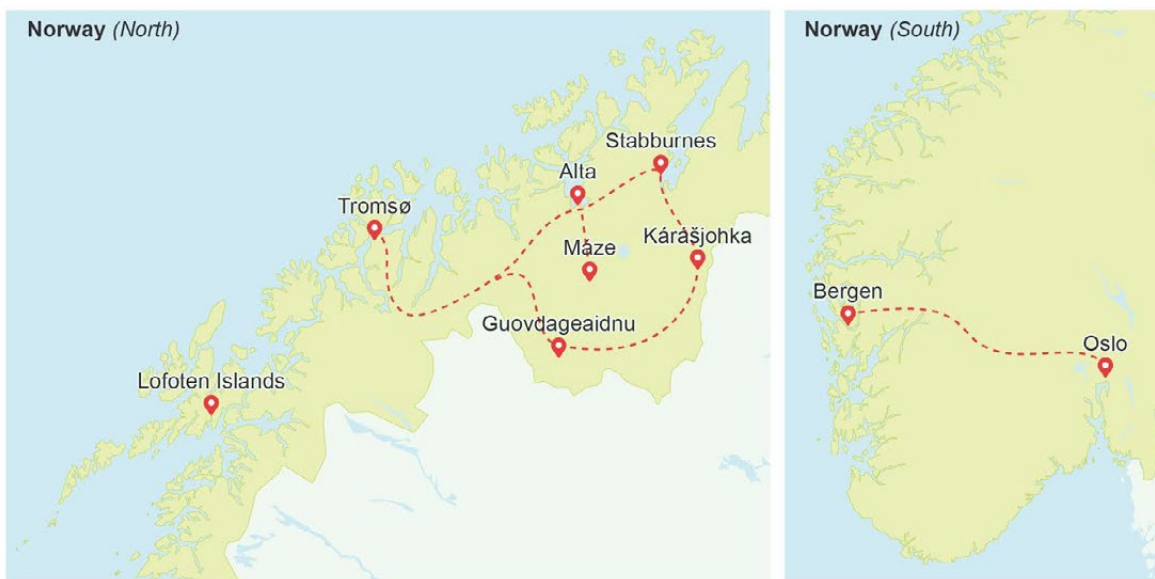 Norway (North)
Stabburnes
Alta
Tromsø
Kárášjohka
Máze
Guovdageaidnu
Lofoten Islands
Norway (South)
Bergen
Oslo